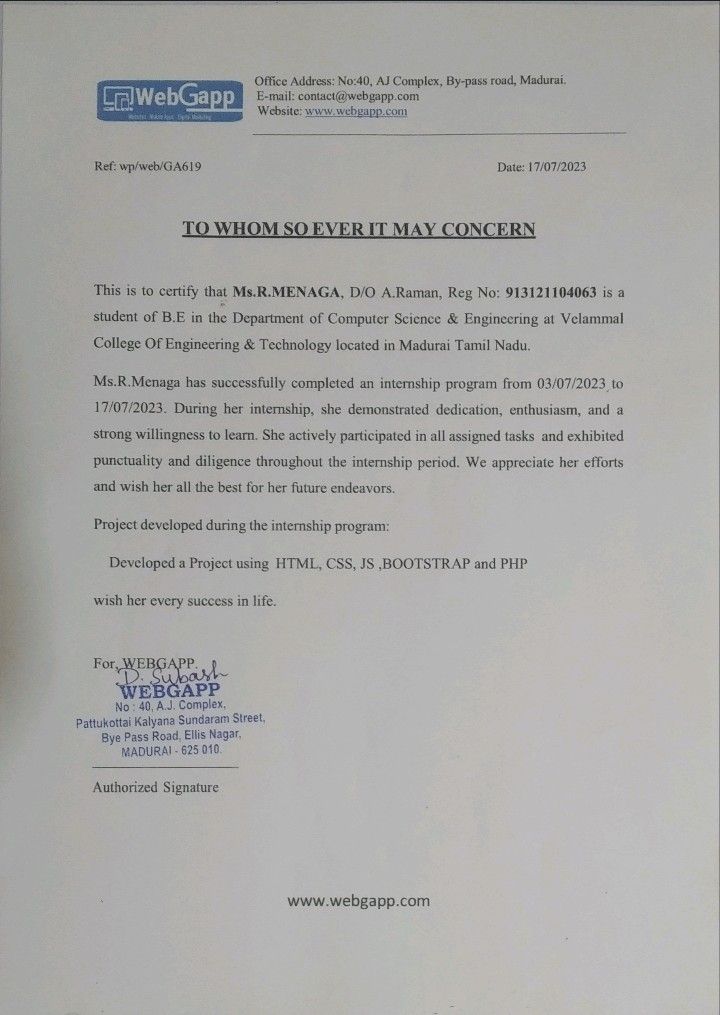 WebGapp
Websites Mobile Apps Digital Marketing
Office Address: No:40, AJ Complex, By-pass road, Madurai.
E-mail: contact@webgapp.com
Website: www.webgapp.com
Ref: wp/web/GA619 Date: 17/07/2023
TO WHOM SO EVER IT MAY CONCERN
This is to certify that Ms.R.MENAGA, D/O A.Raman, Reg No: 913121104063 is a
student of B.E in the Department of Computer Science & Engineering at Velammal
College Of Engineering & Technology located in Madurai Tamil Nadu.
Ms.R.Menaga has successfully completed an internship program from 03/07/2023 to
17/07/2023. During her internship, she demonstrated dedication, enthusiasm, and a
strong willingness to learn. She actively participated in all assigned tasks and exhibited
punctuality and diligence throughout the internship period. We appreciate her efforts
and wish her all the best for her future endeavors.
Project developed during the internship program:
Developed a Project using HTML, CSS, JS ,BOOTSTRAP and PHP
wish her every success in life.
For, WEBGAPP.
D. Subash
WEBGAPP
No : 40, A.J. Complex,
Pattukottai Kalyana Sundaram Street,
Bye Pass Road, Ellis Nagar,
MADURAI - 625 010.
Authorized Signature
www.webgapp.com